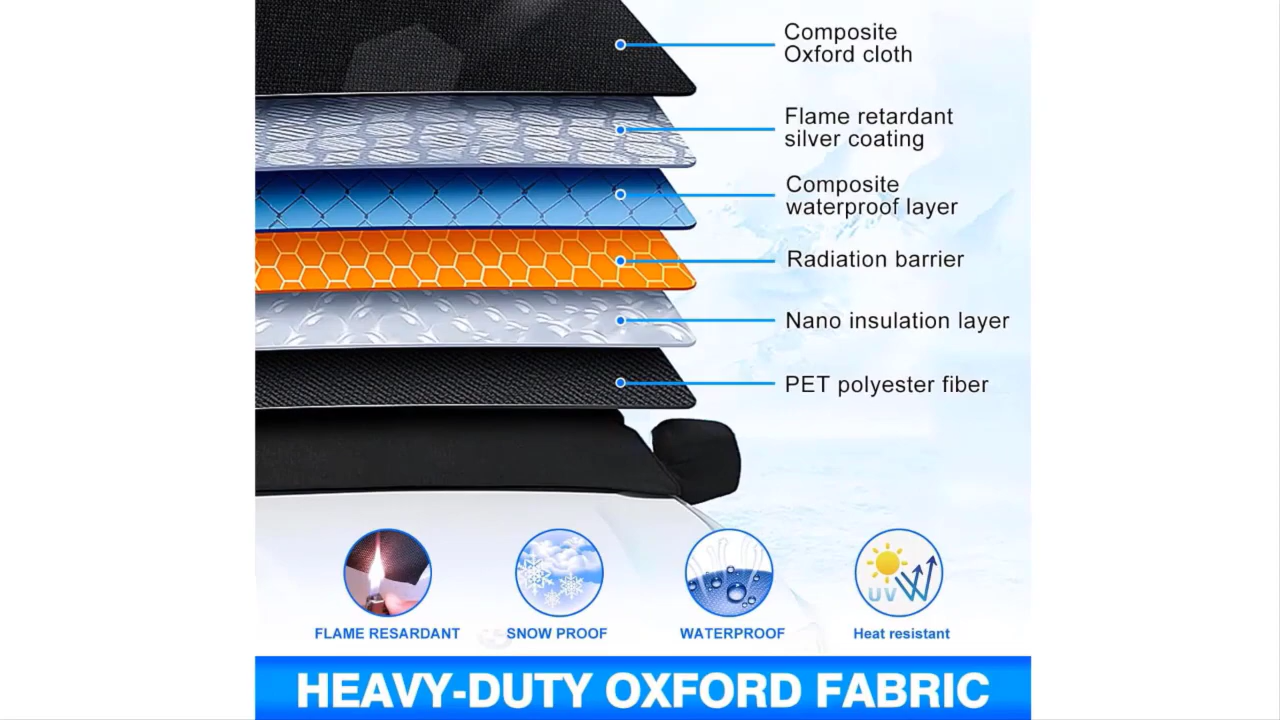 Composite
Oxford cloth
Flame retardant
silver coating
Composite
waterproof layer
Radiation barrier
Nano insulation layer
PET polyester fiber
UV
FLAME RESARDANT
SNOW PROOF
WATERPROOF
Heat resistant
HEAVY-DUTY OXFORD FABRIC